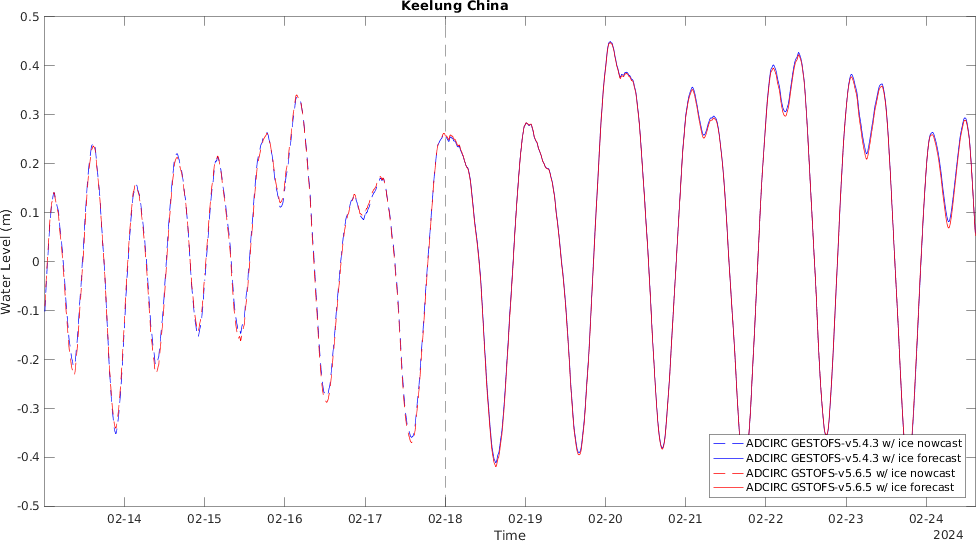 Keelung China
0.5
0.4
0.3
0.2
0.1
0
-0.1
-0.2
-0.3
-0.4
-0.5
Water Level (m)
ADCIRC GESTOFS-v5.4.3 w/ ice nowcast
ADCIRC GESTOFS-v5.4.3 w/ ice forecast
ADCIRC GSTOFS-v5.6.5 w/ ice nowcast
ADCIRC GSTOFS-v5.6.5 w/ ice forecast
02-14 02-15 02-16 02-17 02-18 02-19 02-20 02-21 02-22 02-23 02-24
Time
2024